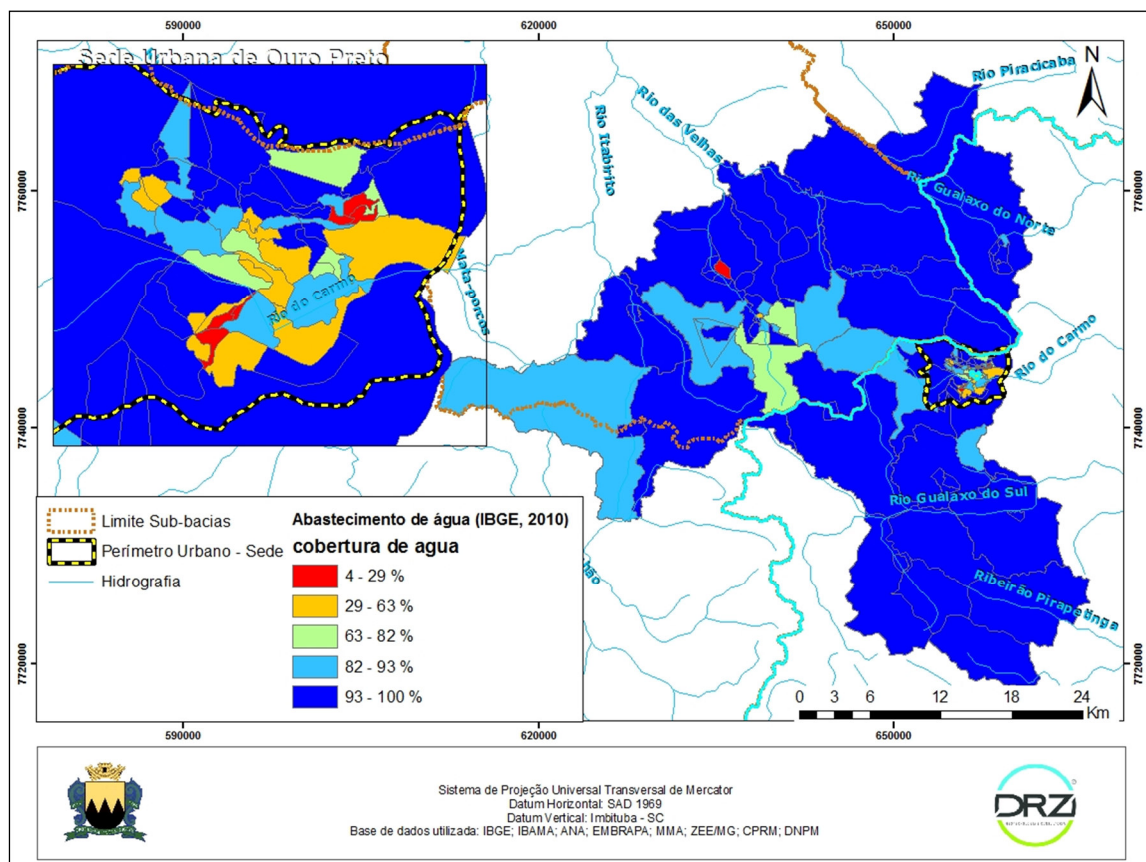 590000
620000
650000
Sede Urbana de Ouro Preto
N
Rio Piracicaba
Rio das Velhas
Rio Itabirito
7760000
7760000
Rio Gualaxo do Norte
Mata-porcos
Rio do Carmo
Rio do Carmo
7740000
7740000
Rio Gualaxo do Sul
Ribeirão Pirapetinga
Limite Sub-bacias
Perímetro Urbano - Sede
Hidrografia
Abastecimento de água (IBGE, 2010)
cobertura de agua
4 - 29 %
29 - 63 %
63 - 82 %
82 - 93 %
93 - 100 %
7720000
7720000
0 3 6 12 18 24
Km
590000
620000
650000
Sistema de Projeção Universal Transversal de Mercator
Datum Horizontal: SAD 1969
Datum Vertical: Imbituba - SC
Base de dados utilizada: IBGE; IBAMA; ANA; EMBRAPA; MMA; ZEE/MG; CPRM; DNPM
DRZ